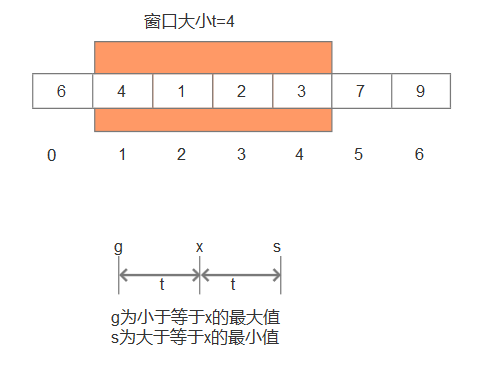 窗口大小t=4
6 4 1 2 3 7 9
0 1 2 3 4 5 6
g x s
t t
g为小于等于x的最大值
s为大于等于x的最小值